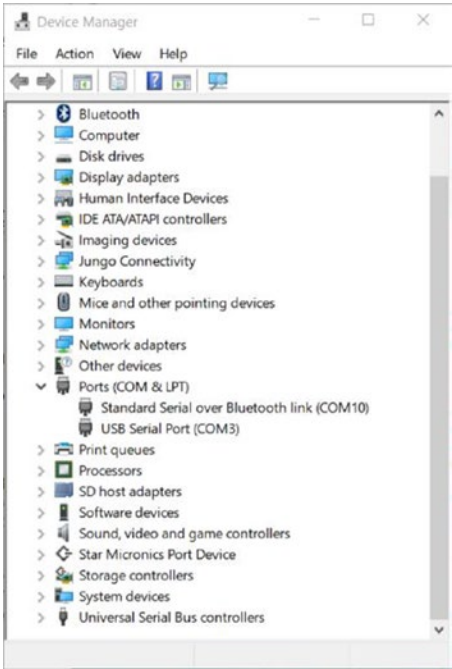 Device Manager
File Action View Help
Bluetooth
Computer
Disk drives
Display adapters
Human Interface Devices
IDE ATA/ATAPI controllers
Imaging devices
Jungo Connectivity
Keyboards
Mice and other pointing devices
Monitors
Network adapters
Other devices
Ports (COM & LPT)
Standard Serial over Bluetooth link (COM10)
USB Serial Port (COM3)
Print queues
Processors
SD host adapters
Software devices
Sound, video and game controllers
Star Micronics Port Device
Storage controllers
System devices
Universal Serial Bus controllers